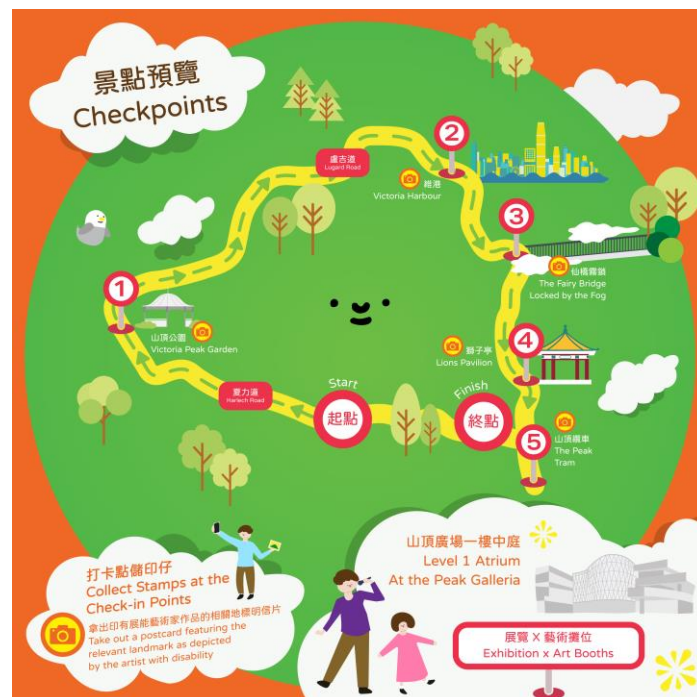 景點預覽
Checkpoints
2
盧吉道
Lugard Road
維港
Victoria Harbour
3
仙橋霧鎖
The Fairy Bridge
Locked by the Fog
1
山頂公園
Victoria Peak Garden
4
獅子亭
Lions Pavilion
夏力道
Harlech Road
Start
起點
Finish
終點
5
山頂纜車
The Peak
Tram
打卡點儲印仔
Collect Stamps at the
Check-in Points
拿出印有展能藝術家作品的相關地標明信片
Take out a postcard featuring the
relevant landmark as depicted
by the artist with disability
山頂廣場一樓中庭
Level 1 Atrium
At the Peak Galleria
展覽 X 藝術攤位
Exhibition x Art Booths